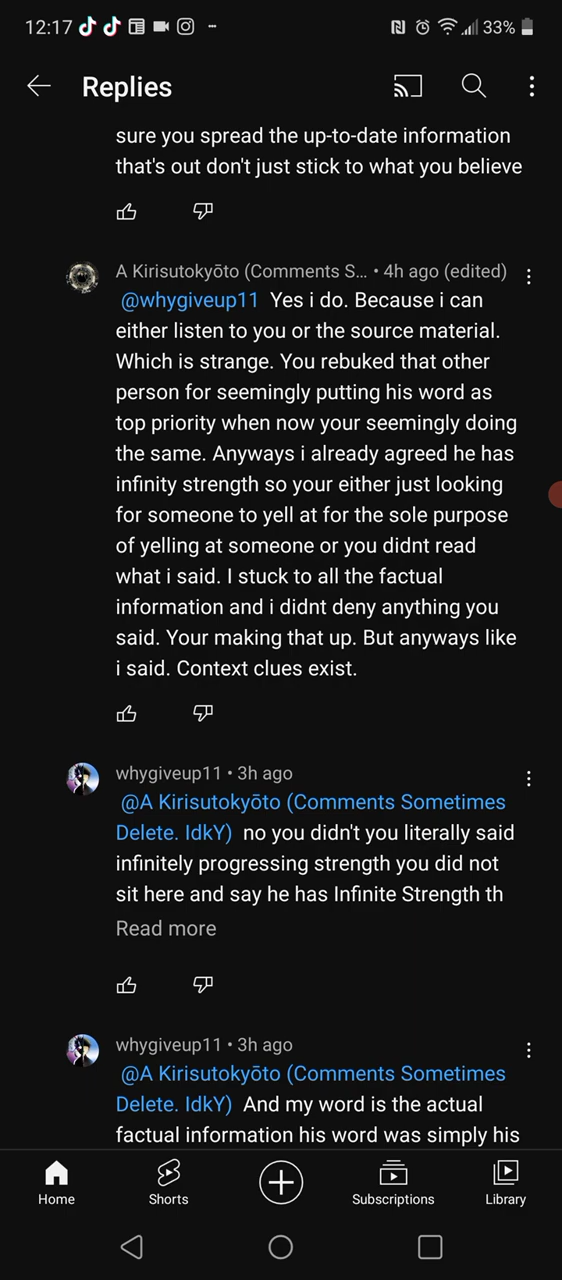 12:17
33%
Replies
sure you spread the up-to-date information
that's out don't just stick to what you believe
A Kirisutokyōto (Comments S... • 4h ago (edited)
@whygiveup11 Yes i do. Because i can
either listen to you or the source material.
Which is strange. You rebuked that other
person for seemingly putting his word as
top priority when now your seemingly doing
the same. Anyways i already agreed he has
infinity strength so your either just looking
for someone to yell at for the sole purpose
of yelling at someone or you didnt read
what i said. I stuck to all the factual
information and i didnt deny anything you
said. Your making that up. But anyways like
i said. Context clues exist.
whygiveup11 • 3h ago
@A Kirisutokyōto (Comments Sometimes
Delete. IdkY) no you didn't you literally said
infinitely progressing strength you did not
sit here and say he has Infinite Strength th
Read more
whygiveup11 • 3h ago
@A Kirisutokyōto (Comments Sometimes
Delete. IdkY) And my word is the actual
factual information his word was simply his
Home
Shorts
Subscriptions
Library